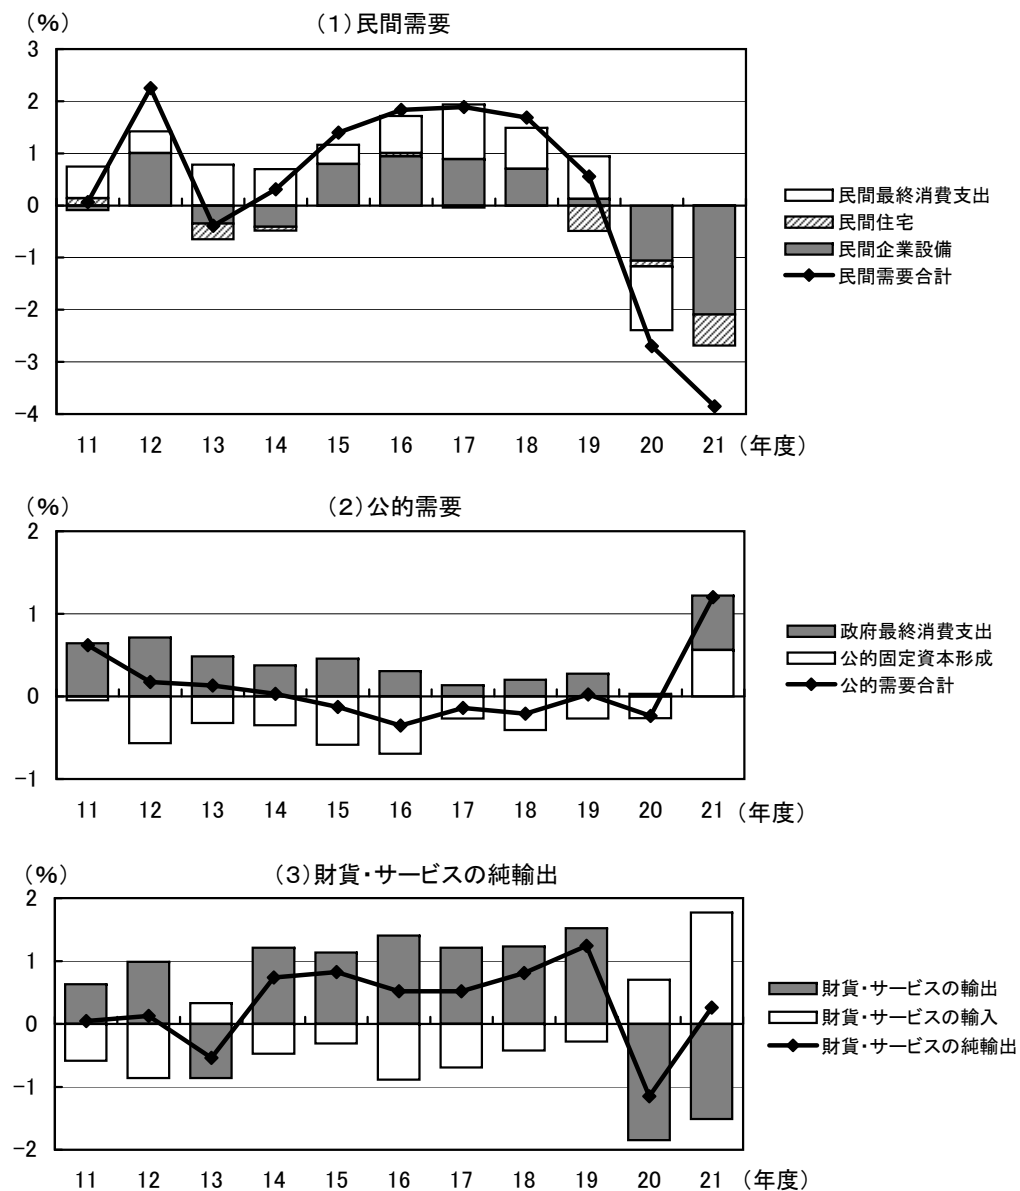 （%） （１）民間需要
3
2
1
0
−1
−2
−3
−4
11 12 13 14 15 16 17 18 19 20 21 （年度）
民間最終消費支出
民間住宅
民間企業設備
民間需要合計
（%） （２）公的需要
2
1
0
−1
11 12 13 14 15 16 17 18 19 20 21 （年度）
政府最終消費支出
公的固定資本形成
公的需要合計
（%） （３）財貨・サービスの純輸出
2
1
0
−1
−2
11 12 13 14 15 16 17 18 19 20 21 （年度）
財貨・サービスの輸出
財貨・サービスの輸入
財貨・サービスの純輸出